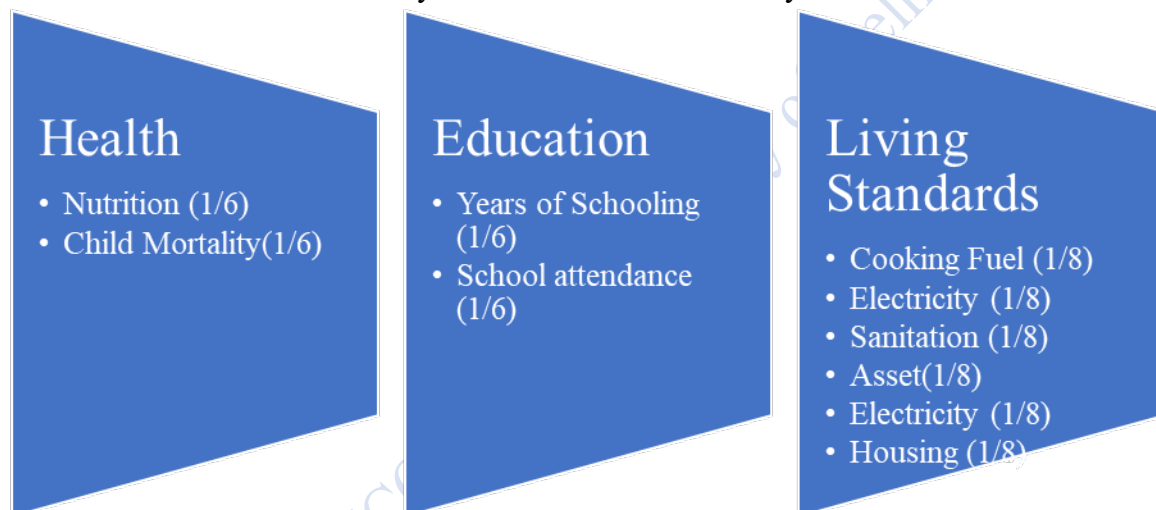 Health
• Nutrition (1/6)
• Child Mortality(1/6)
Education
• Years of Schooling
(1/6)
• School attendance
(1/6)
Living
Standards
• Cooking Fuel (1/8)
• Electricity (1/8)
• Sanitation (1/8)
• Asset(1/8)
• Electricity (1/8)
• Housing (1/8)